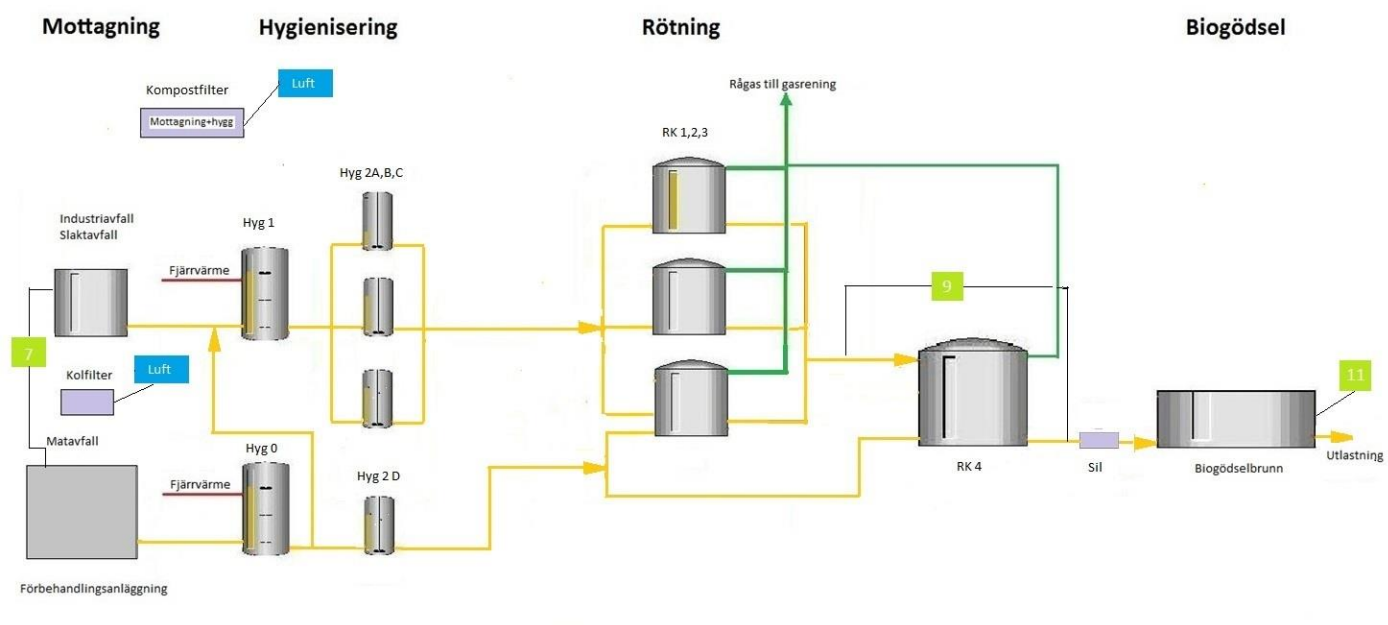 Mottagning
Hygienisering
Rötning
Biogödsel
Kompostfilter
Luft
Mottagning+hygg
Rågas till gasrening
RK 1,2,3
Hyg 2A,B,C
Industriavfall
Slaktavfall
Hyg 1
Fjärrvärme
7
9
Kolfilter
Luft
11
Matavfall
Hyg 0
Fjärrvärme
Hyg 2 D
RK 4
Sil
Biogödselbrunn
Utlastning
Förbehandlingsanläggning